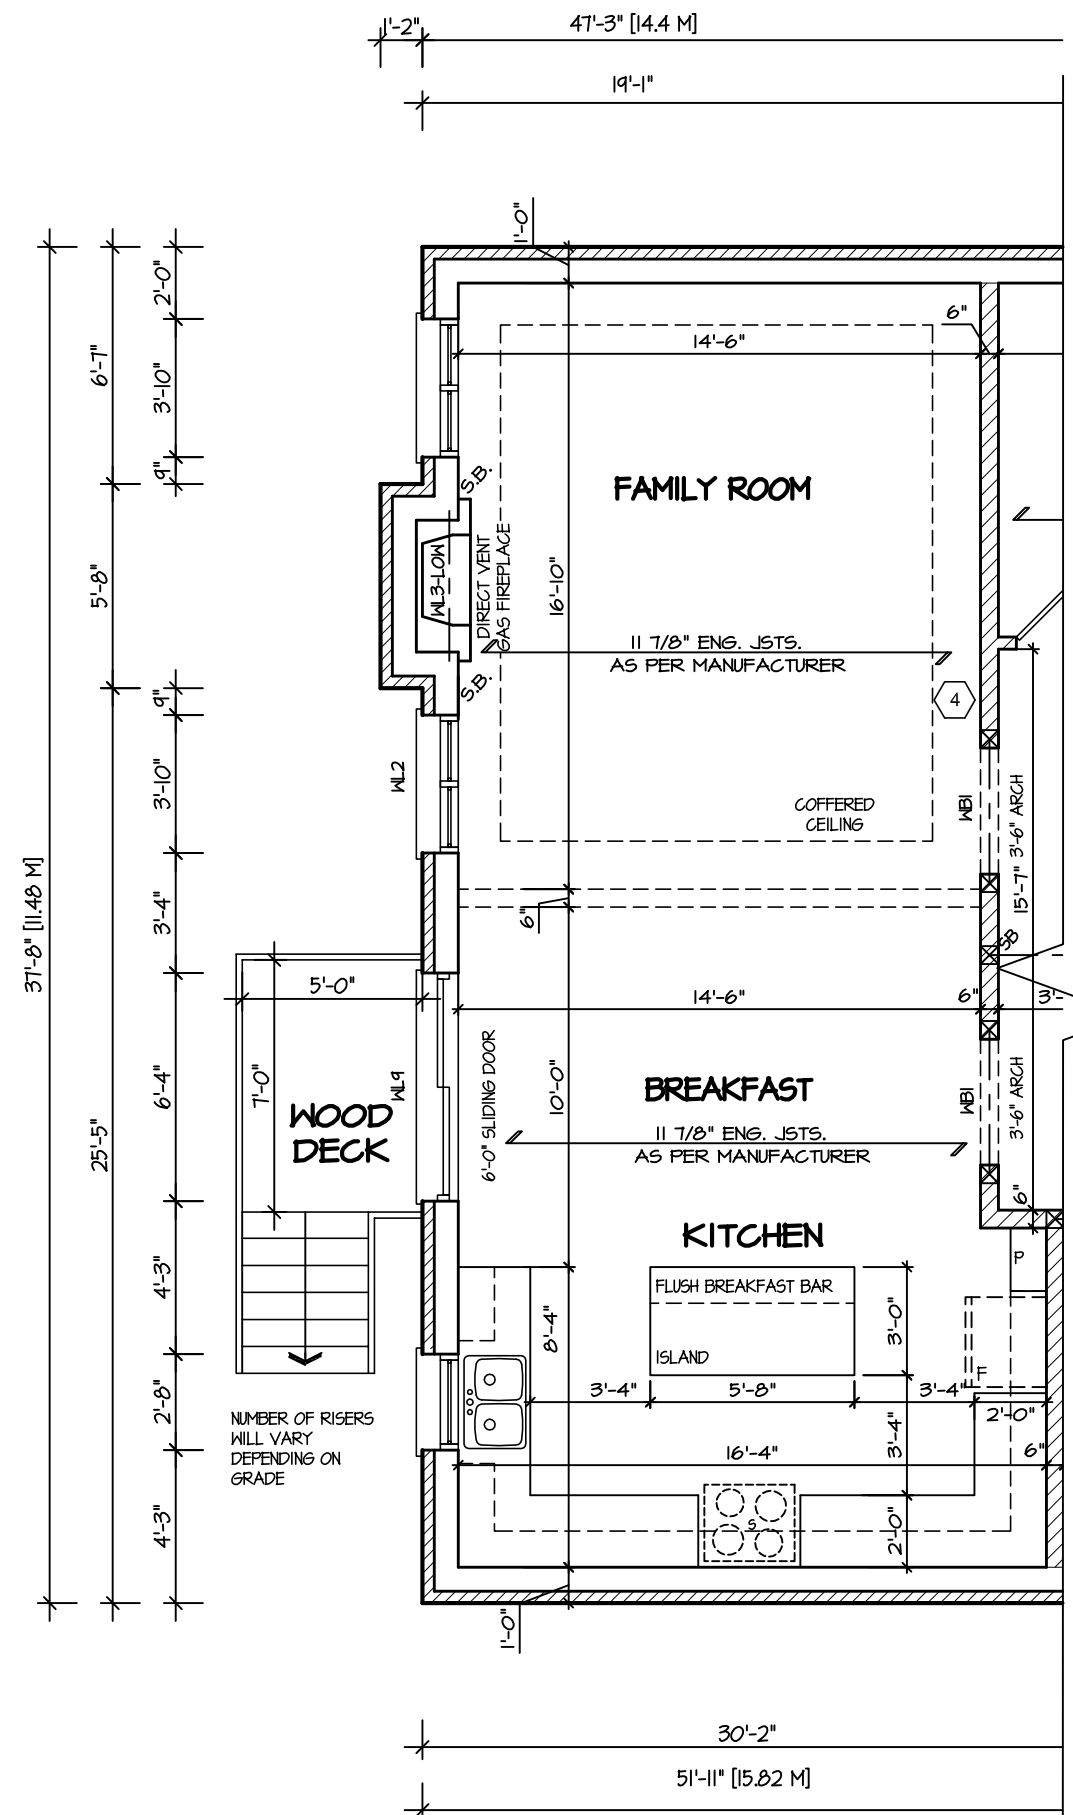 1'-2"
47'-3" [14.4 M]
19'-1"
1'-0"
2'-0"
6"
14'-6"
6'-7"
3'-10"
9"
S.B.
FAMILY ROOM
WL3-LOW
DIRECT VENT
GAS FIREPLACE
16'-10"
5'-8"
11 7/8" ENG. JSTS.
AS PER MANUFACTURER
S.B.
9"
4
WL2
3'-10"
COFFERED
CEILING
WB1
3'-6" ARCH
15'-7"
37'-8" [11.48 M]
3'-4"
6"
SB
5'-0"
14'-6"
6"
3'-
6'-0" SLIDING DOOR
10'-0"
7'-0"
WL9
6'-4"
BREAKFAST
WB1
3'-6" ARCH
WOOD
DECK
25'-5"
11 7/8" ENG. JSTS.
AS PER MANUFACTURER
6"
KITCHEN
P
4'-3"
FLUSH BREAKFAST BAR
8'-4"
3'-0"
ISLAND
F
3'-4"
5'-8"
3'-4"
2'-0"
2'-8"
NUMBER OF RISERS
WILL VARY
DEPENDING ON
GRADE
3'-4"
16'-4"
6"
S
2'-0"
4'-3"
1'-0"
30'-2"
51'-11" [15.82 M]